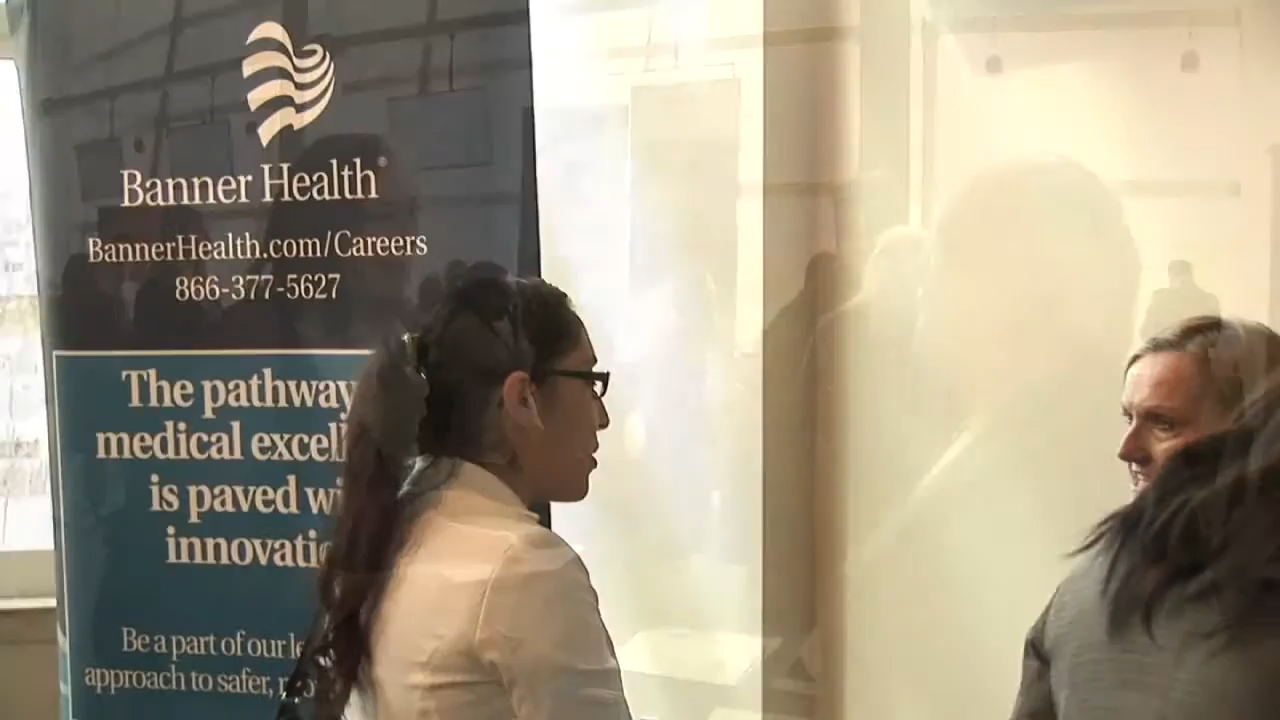 Banner Health®
BannerHealth.com/Careers
866-377-5627
The pathway
medical excell
is paved wi
innovatio
Be a part of our le
approach to safer,